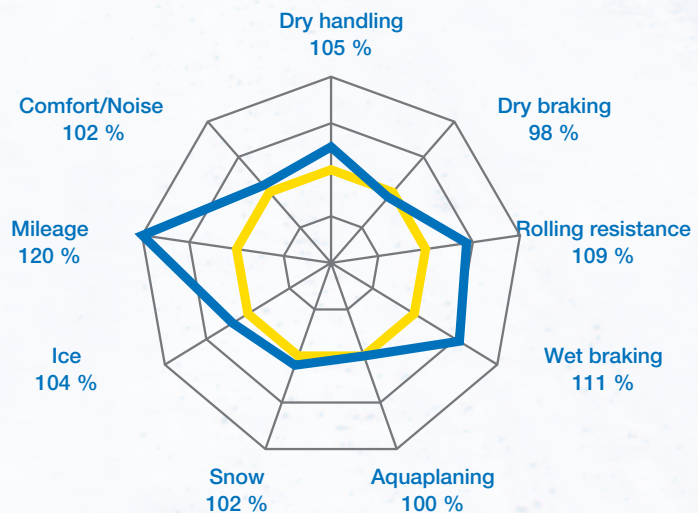 Dry handling
105 %
Comfort/Noise
102 %
Dry braking
98 %
Mileage
120 %
Rolling resistance
109 %
Ice
104 %
Wet braking
111 %
Snow
102 %
Aquaplaning
100 %